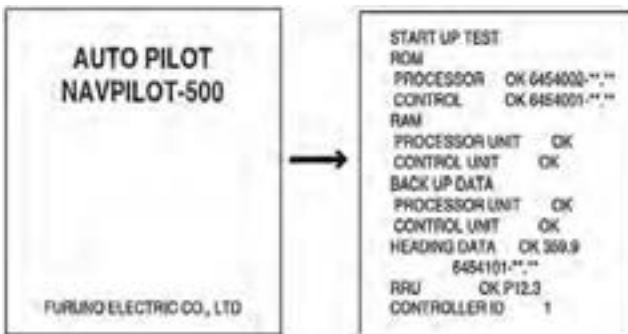 AUTO PILOT
NAVPILOT-500
FURUNO ELECTRIC CO., LTD
START UP TEST
ROM
PROCESSOR OK 6454002-**.**
CONTROL OK 6454001-**.**
RAM
PROCESSOR UNIT OK
CONTROL UNIT OK
BACK UP DATA
PROCESSOR UNIT OK
CONTROL UNIT OK
HEADING DATA OK 359.9
6454101-**.**
RRU OK P12.3
CONTROLLER ID 1